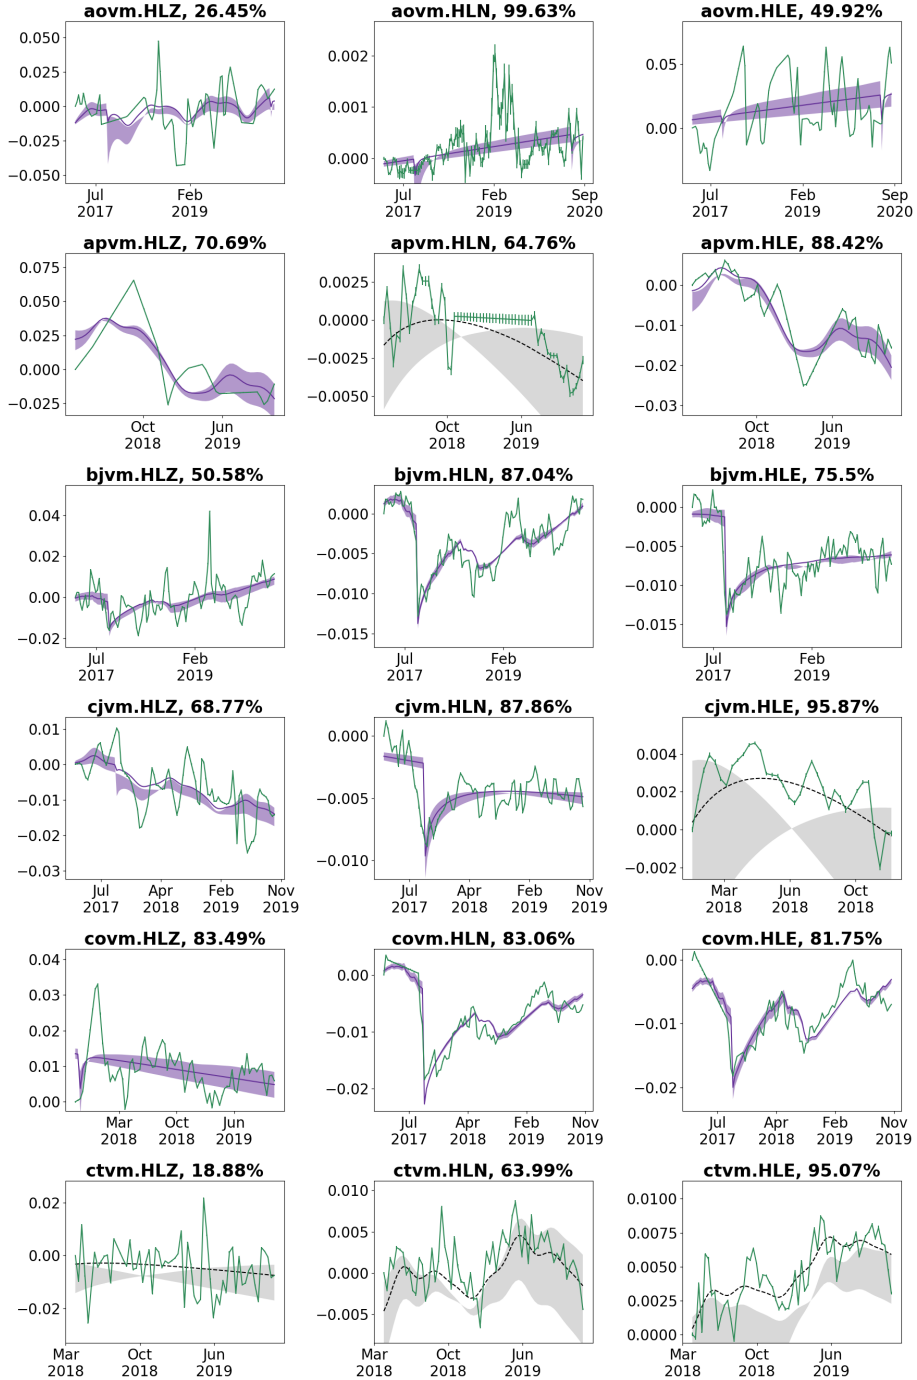 aovm.HLZ, 26.45%
0.050
0.025
0.000
−0.025
−0.050
Jul
2017
Feb
2019
aovm.HLN, 99.63%
0.002
0.001
0.000
Jul
2017
Feb
2019
Sep
2020
aovm.HLE, 49.92%
0.05
0.00
Jul
2017
Feb
2019
Sep
2020
apvm.HLZ, 70.69%
0.075
0.050
0.025
0.000
−0.025
Oct
2018
Jun
2019
apvm.HLN, 64.76%
0.0025
0.0000
−0.0025
−0.0050
Oct
2018
Jun
2019
apvm.HLE, 88.42%
0.00
−0.01
−0.02
−0.03
Oct
2018
Jun
2019
bjvm.HLZ, 50.58%
0.04
0.02
0.00
−0.02
Jul
2017
Feb
2019
bjvm.HLN, 87.04%
0.000
−0.005
−0.010
−0.015
Jul
2017
Feb
2019
bjvm.HLE, 75.5%
0.000
−0.005
−0.010
−0.015
Jul
2017
Feb
2019
cjvm.HLZ, 68.77%
0.01
0.00
−0.01
−0.02
−0.03
Jul
2017
Apr
2018
Feb
2019
Nov
2019
cjvm.HLN, 87.86%
0.000
−0.005
−0.010
Jul
2017
Apr
2018
Feb
2019
Nov
2019
cjvm.HLE, 95.87%
0.004
0.002
0.000
−0.002
Mar
2018
Jun
2018
Oct
2018
covm.HLZ, 83.49%
0.04
0.03
0.02
0.01
0.00
Mar
2018
Oct
2018
Jun
2019
covm.HLN, 83.06%
0.00
−0.01
−0.02
Jul
2017
Apr
2018
Feb
2019
Nov
2019
covm.HLE, 81.75%
0.00
−0.01
−0.02
Jul
2017
Apr
2018
Feb
2019
Nov
2019
ctvm.HLZ, 18.88%
0.02
0.00
−0.02
Mar
2018
Oct
2018
Jun
2019
ctvm.HLN, 63.99%
0.010
0.005
0.000
−0.005
Mar
2018
Oct
2018
Jun
2019
ctvm.HLE, 95.07%
0.0100
0.0075
0.0050
0.0025
0.0000
Mar
2018
Oct
2018
Jun
2019